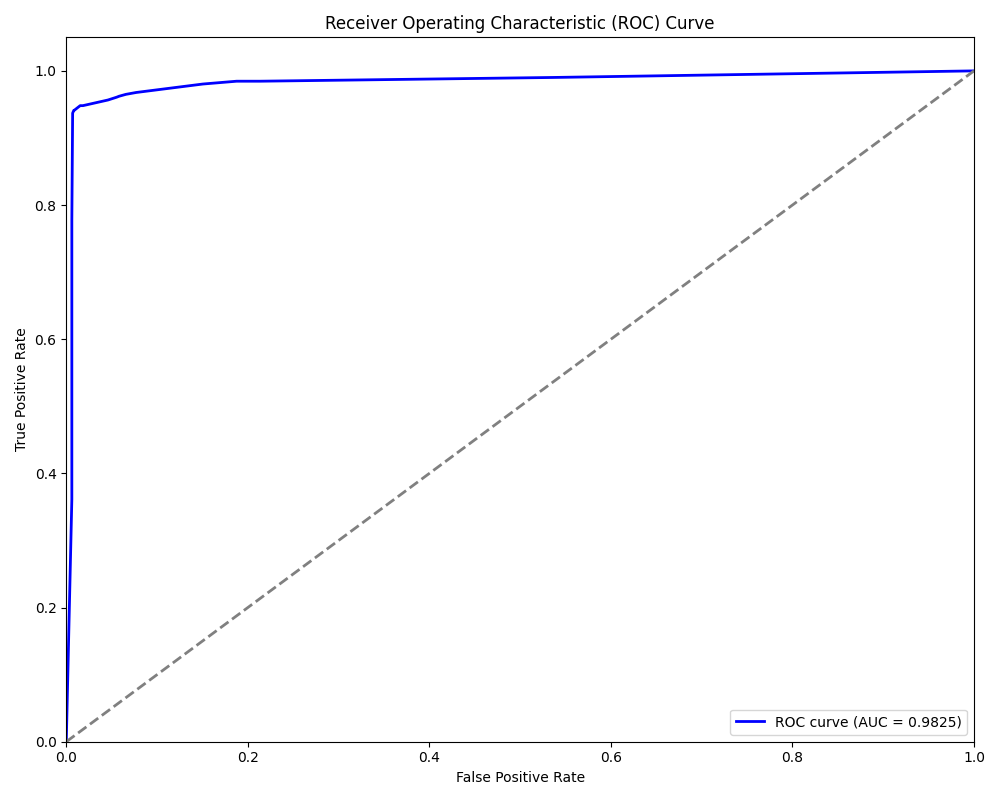 Receiver Operating Characteristic (ROC) Curve
1.0
0.8
0.6
0.4
0.2
0.0
True Positive Rate
ROC curve (AUC = 0.9825)
0.0 0.2 0.4 0.6 0.8 1.0
False Positive Rate